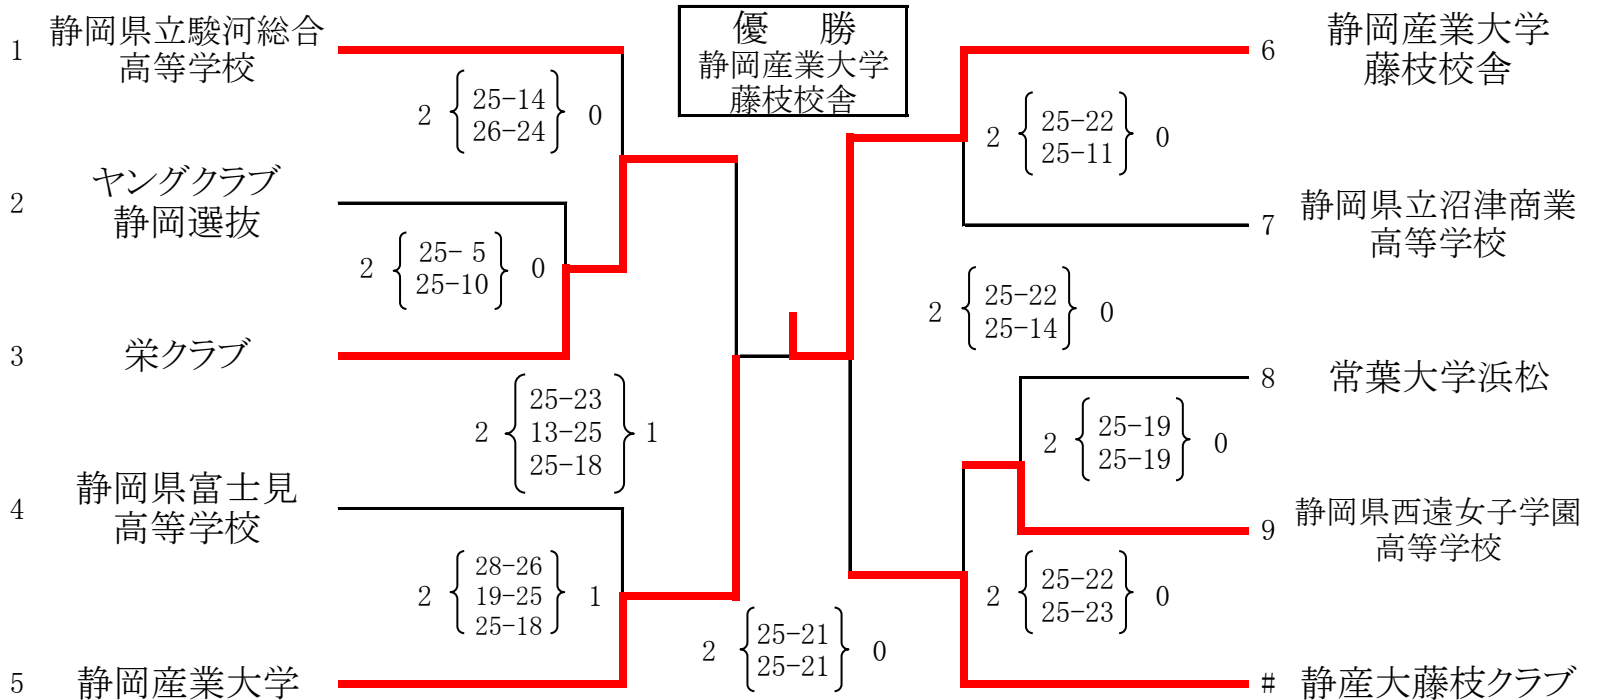 優　勝
静岡産業大学
藤枝校舎
1
静岡県立駿河総合
高等学校
2
25-14
26-24
0
2
ヤングクラブ
静岡選抜
2
25- 5
25-10
0
3
栄クラブ
2
25-23
13-25
25-18
1
4
静岡県富士見
高等学校
2
28-26
19-25
25-18
1
5
静岡産業大学
2
25-21
25-21
0
6
静岡産業大学
藤枝校舎
2
25-22
25-11
0
7
静岡県立沼津商業
高等学校
2
25-22
25-14
0
8
常葉大学浜松
2
25-19
25-19
0
9
静岡県西遠女子学園
高等学校
2
25-22
25-23
0
#
静産大藤枝クラブ